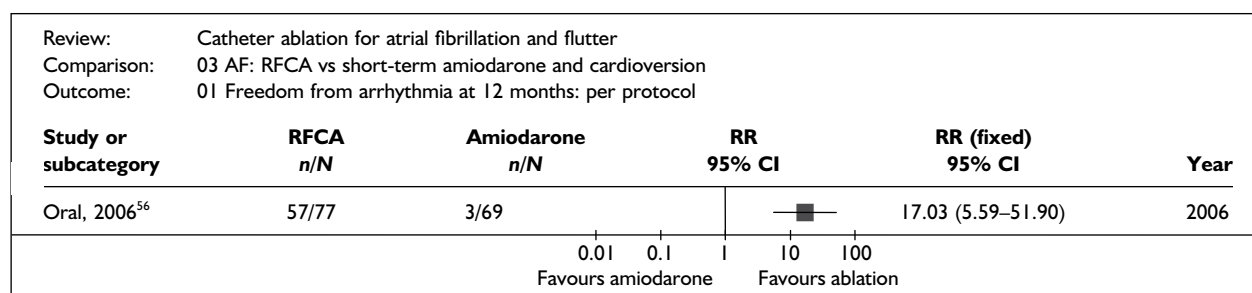 Review: Catheter ablation for atrial fibrillation and flutter
Comparison: 03 AF: RFCA vs short-term amiodarone and cardioversion
Outcome: 01 Freedom from arrhythmia at 12 months: per protocol
Study or RFCA Amiodarone RR RR (fixed)
subcategory n/N n/N 95% CI 95% CI Year
Oral, 2006⁵⁶ 57/77 3/69 17.03 (5.59–51.90) 2006
0.01 0.1 1 10 100
Favours amiodarone Favours ablation